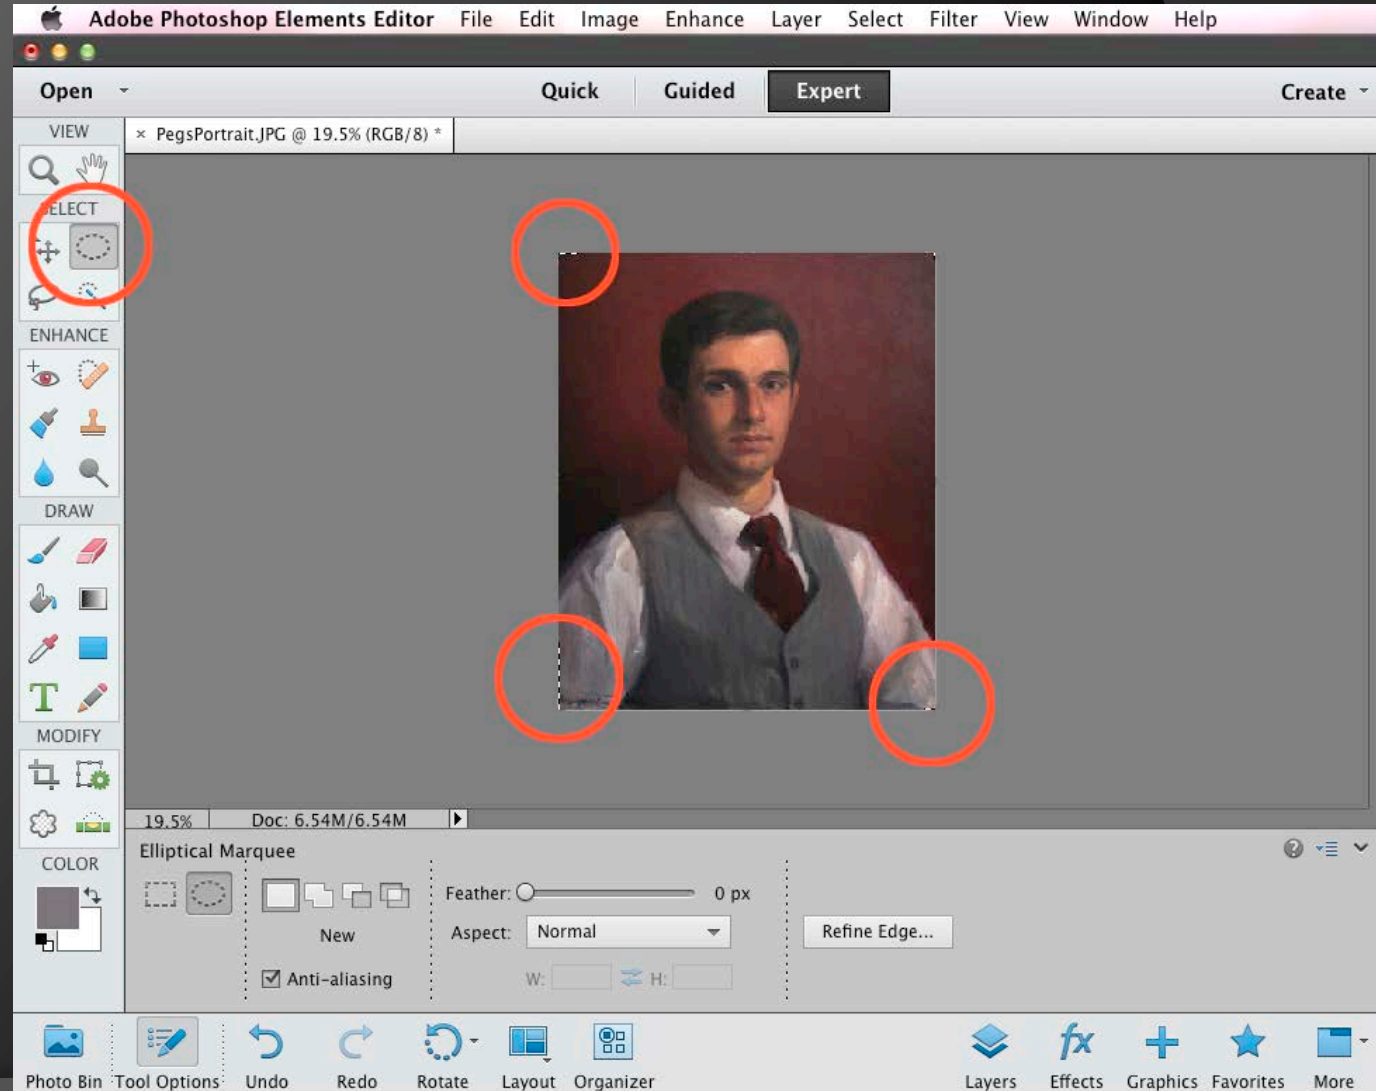 Adobe Photoshop Elements Editor File Edit Image Enhance Layer Select Filter View Window Help
Open Quick Guided Expert Create
VIEW
× PegsPortrait.JPG @ 19.5% (RGB/8) *
SELECT
ENHANCE
DRAW
T
MODIFY
19.5% Doc: 6.54M/6.54M
Elliptical Marquee
COLOR
Feather: 0 px
New
Aspect: Normal
Refine Edge...
Anti-aliasing
W: H:
fx
Photo Bin Tool Options Undo Redo Rotate Layout Organizer Layers Effects Graphics Favorites More